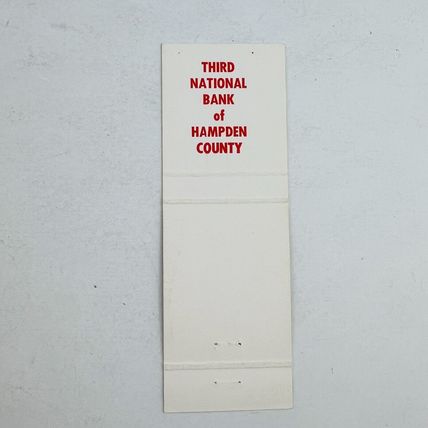 THIRD
NATIONAL
BANK
of
HAMPDEN
COUNTY